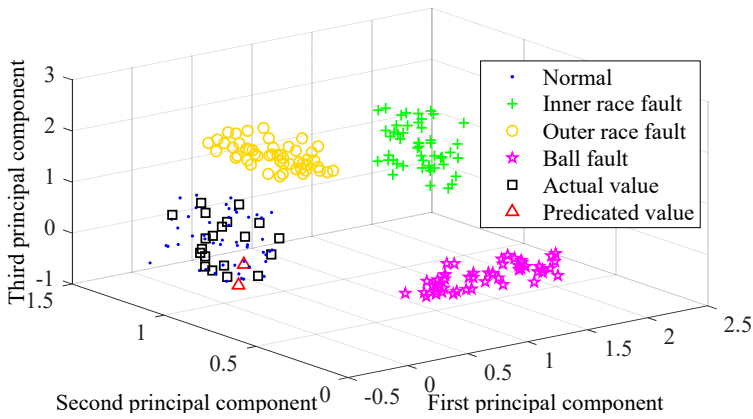 3
2
1
0
-1
Third principal component
Normal
Inner race fault
Outer race fault
Ball fault
Actual value
Predicated value
1.5
1
0.5
0
Second principal component
-0.5
0
0.5
1
1.5
2
2.5
First principal component